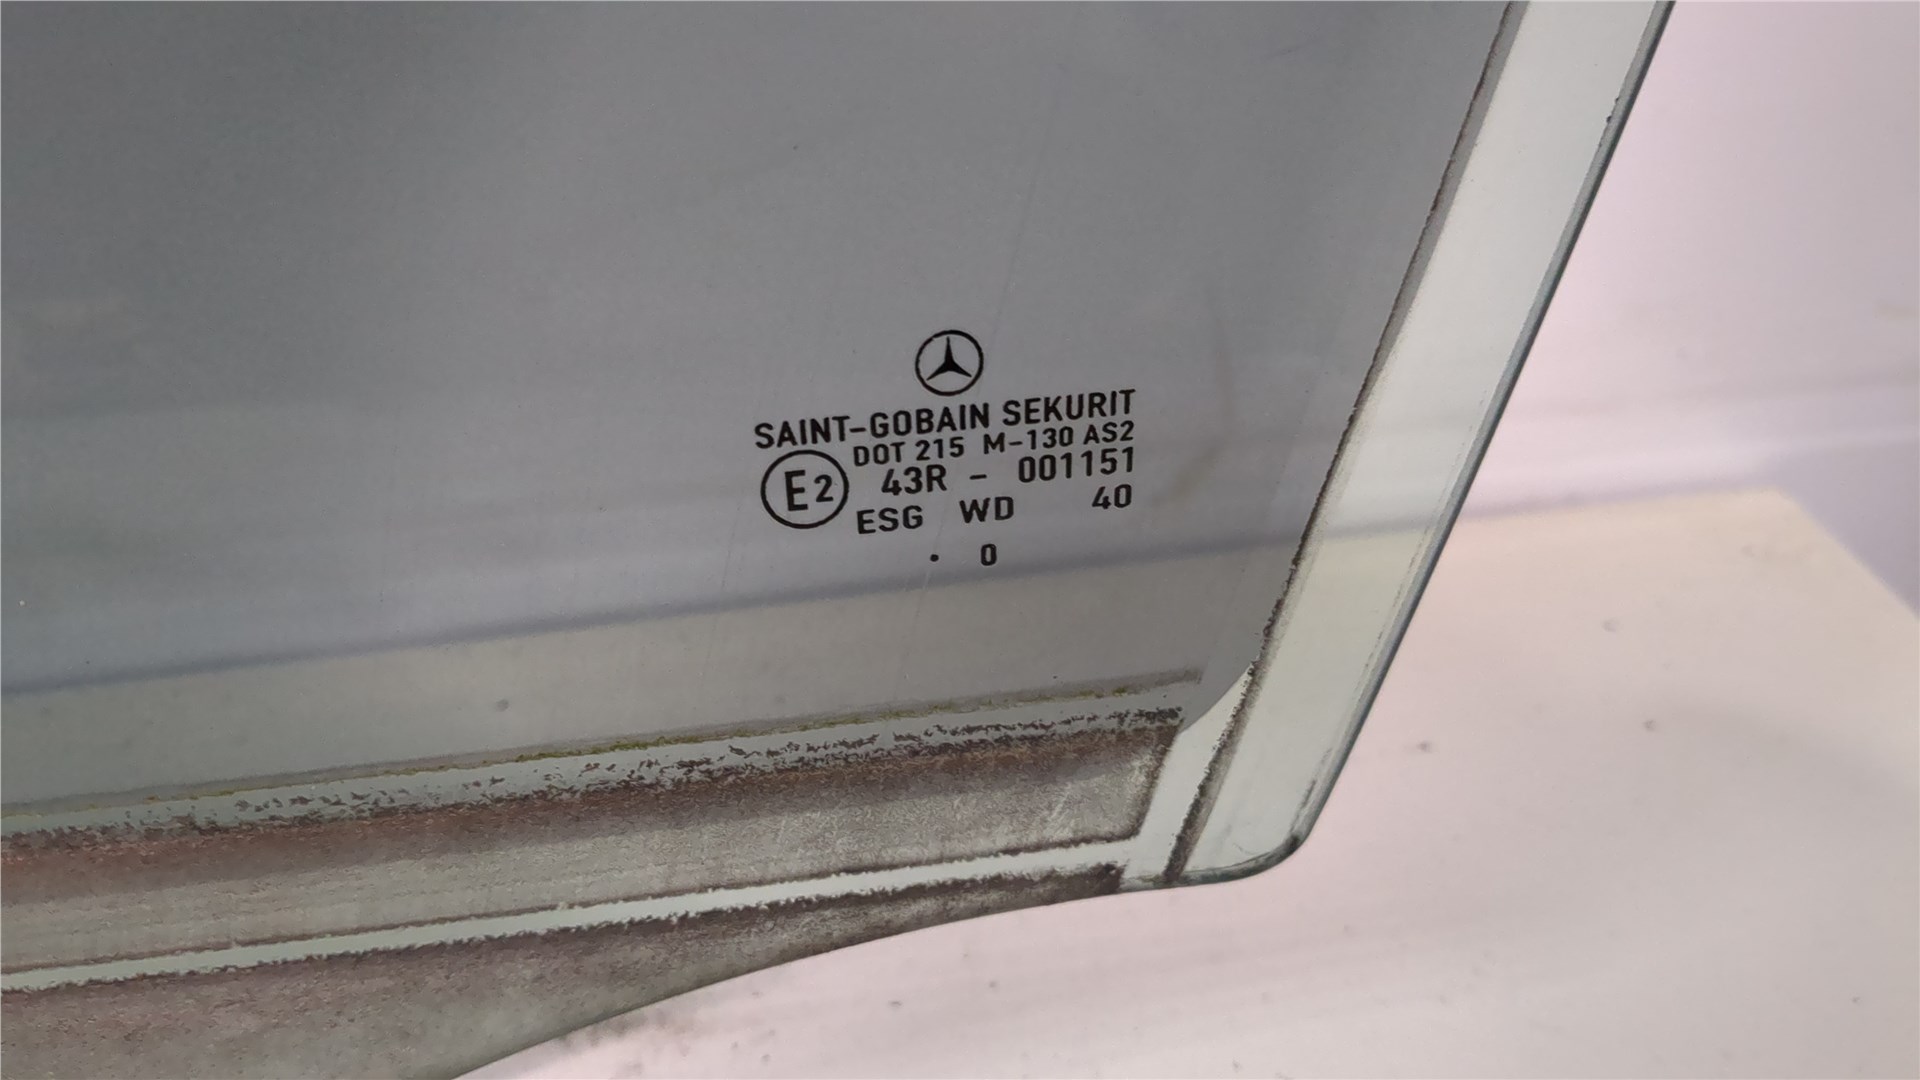 SAINT-GOBAIN SEKURIT
DOT 215 M-130 AS2
E2 43R - 001151
ESG WD 40
. 0